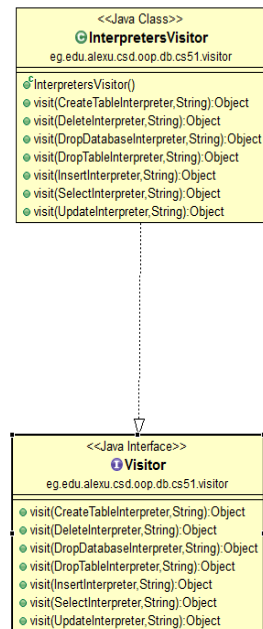 <<Java Class>>
InterpretersVisitor
eg.edu.alexu.csd.oop.db.cs51.visitor
InterpretersVisitor()
visit(CreateTableInterpreter,String):Object
visit(DeleteInterpreter,String):Object
visit(DropDatabaseInterpreter,String):Object
visit(DropTableInterpreter,String):Object
visit(InsertInterpreter,String):Object
visit(SelectInterpreter,String):Object
visit(UpdateInterpreter,String):Object
<<Java Interface>>
Visitor
eg.edu.alexu.csd.oop.db.cs51.visitor
visit(CreateTableInterpreter,String):Object
visit(DeleteInterpreter,String):Object
visit(DropDatabaseInterpreter,String):Object
visit(DropTableInterpreter,String):Object
visit(InsertInterpreter,String):Object
visit(SelectInterpreter,String):Object
visit(UpdateInterpreter,String):Object